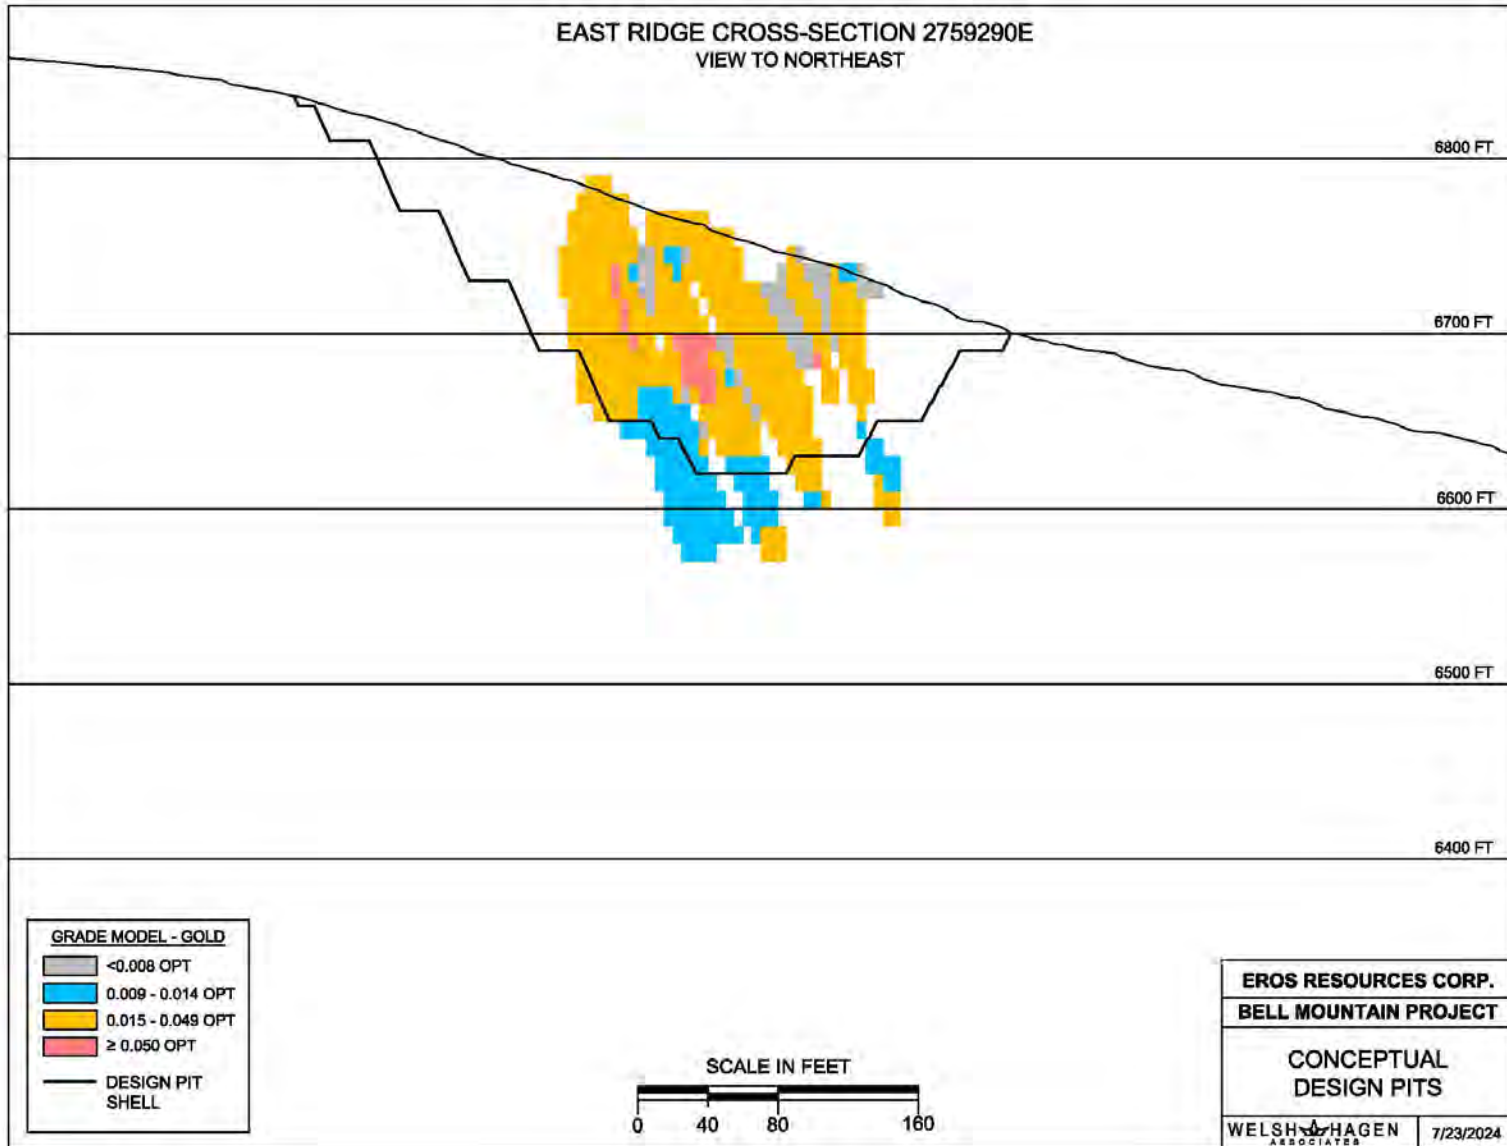 EAST RIDGE CROSS-SECTION 2759290E
VIEW TO NORTHEAST
6800 FT
6700 FT
6600 FT
6500 FT
6400 FT
GRADE MODEL - GOLD
<0.008 OPT
0.009 - 0.014 OPT
0.015 - 0.049 OPT
≥ 0.050 OPT
DESIGN PIT
SHELL
SCALE IN FEET
0 40 80 160
EROS RESOURCES CORP.
BELL MOUNTAIN PROJECT
CONCEPTUAL
DESIGN PITS
WELSH HAGEN
ASSOCIATES
7/23/2024